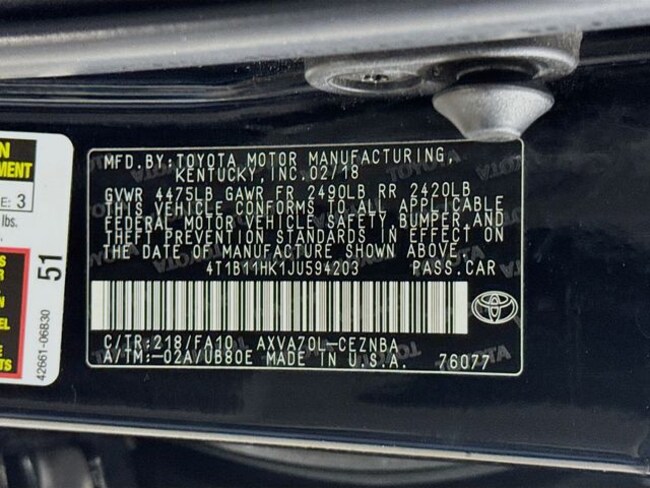 MFD.BY:TOYOTA MOTOR MANUFACTURING,
KENTUCKY,INC.02/18
GVWR 4475LB GAWR FR 2490LB RR 2420LB
THIS VEHICLE CONFORMS TO ALL APPLICABLE
FEDERAL MOTOR VEHICLE SAFETY, BUMPER, AND
THEFT PREVENTION STANDARDS IN EFFECT ON
THE DATE OF MANUFACTURE SHOWN ABOVE.
4T1B11HK1JU594203 PASS.CAR
C/TR:218/FA10 AXVA70L-CEZNBA
A/TM:-02A/UB80E MADE IN U.S.A. 76077
3
lbs.
51
42661-06830